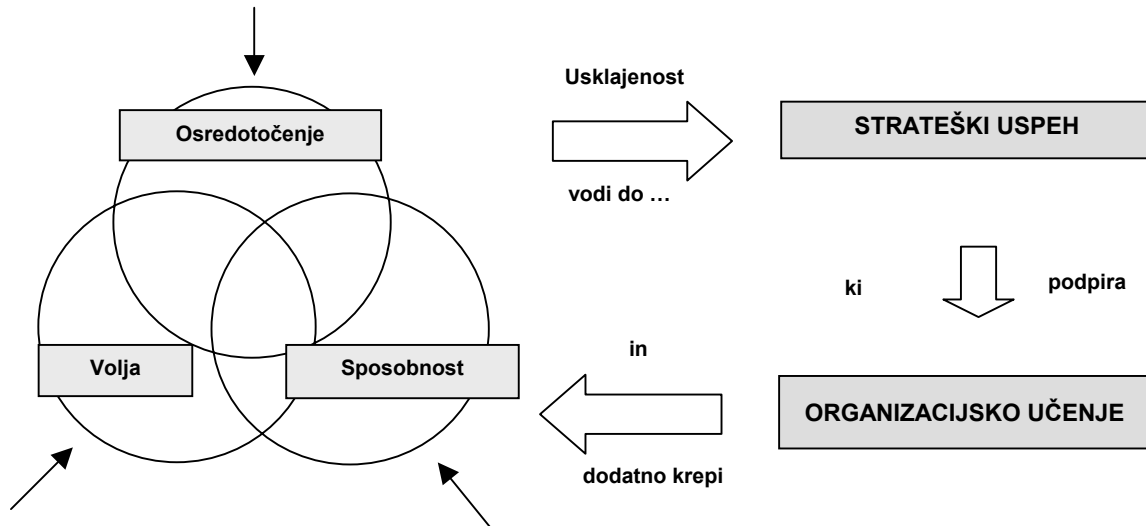 Osredotočenje
Usklajenost
vodi do …
STRATEŠKI USPEH
ki
podpira
ORGANIZACIJSKO UČENJE
in
dodatno krepi
Volja
Sposobnost